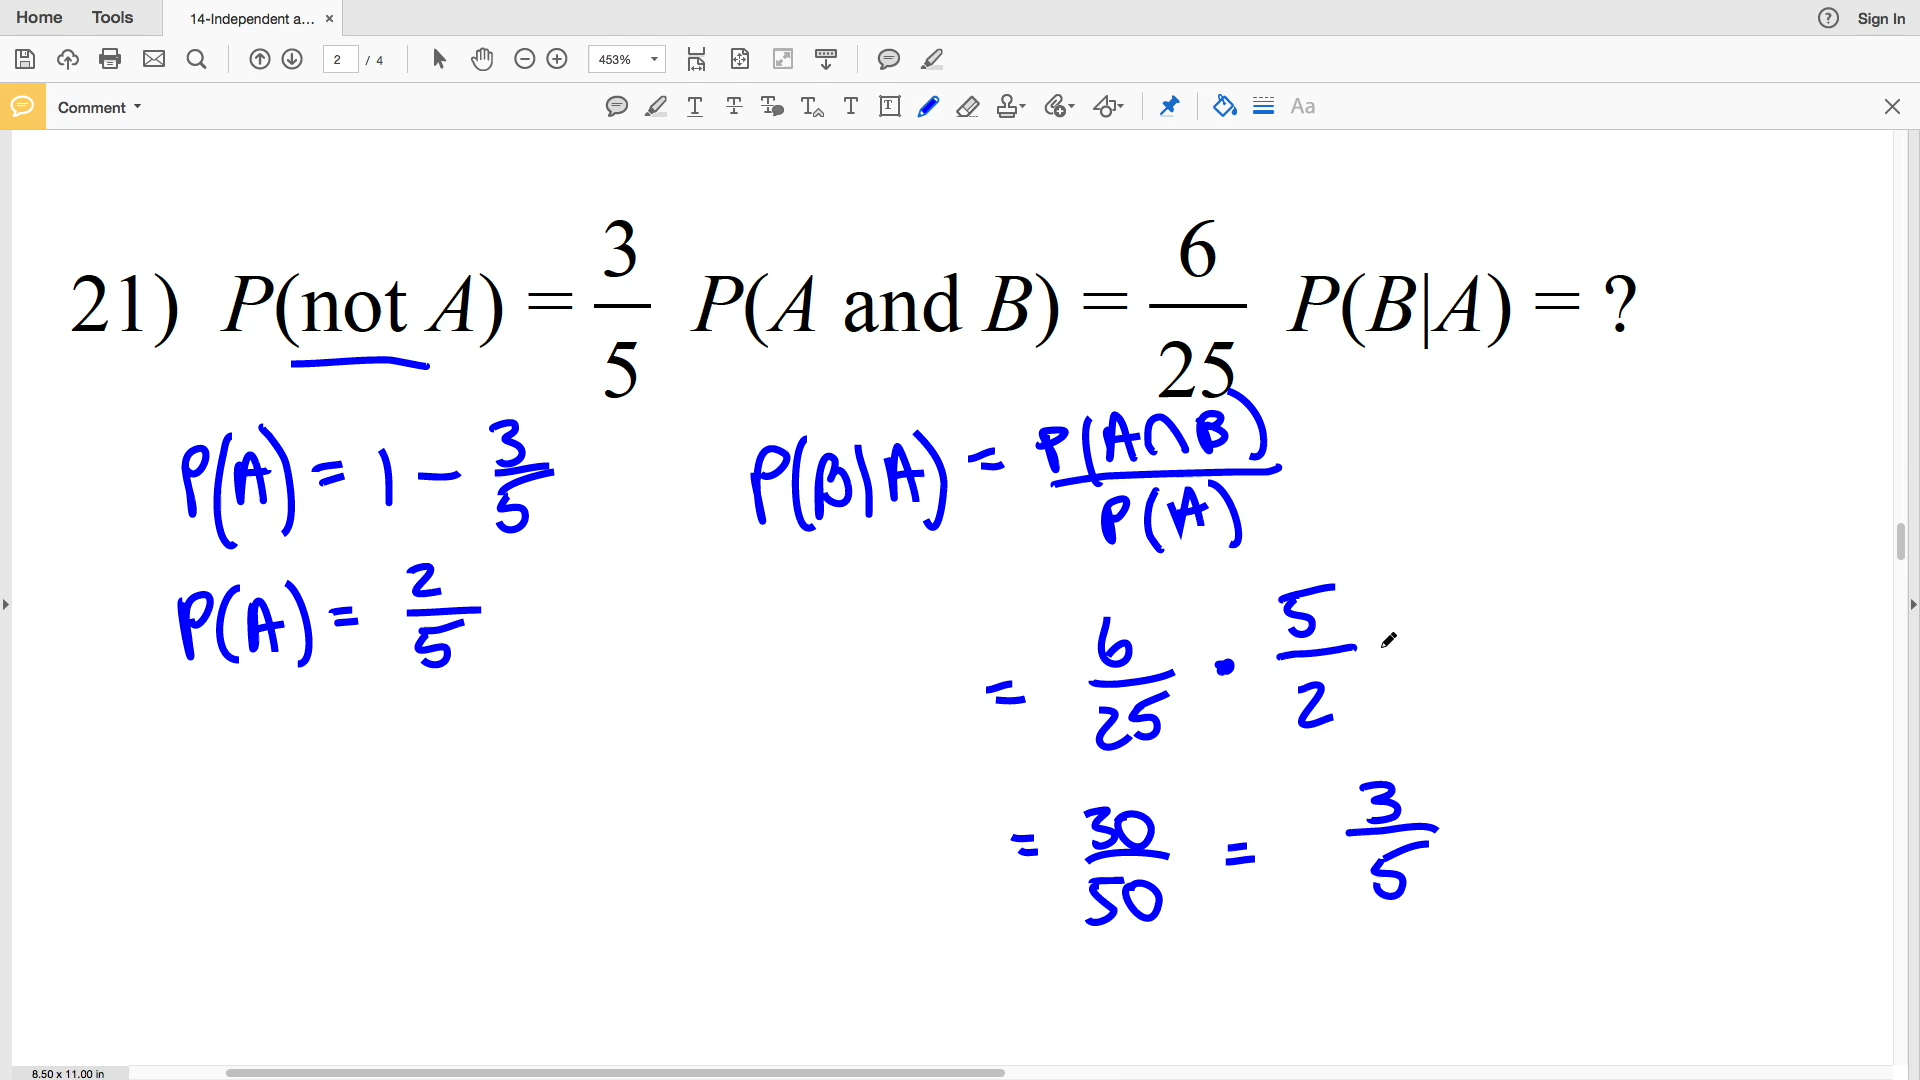 Home Tools 14-Independent a... × ? Sign In
2 / 4 453%
Comment T T T T T T Aa
21) P(not A) = 3/5 P(A and B) = 6/25 P(B|A) = ?
P(A) = 1 - 3/5
P(B|A) = P(A∩B)/P(A)
P(A) = 2/5
= 6/25 • 5/2
= 30/50 = 3/5
8.50 x 11.00 in